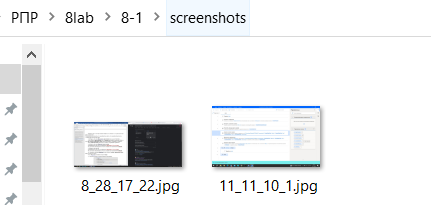 РПР > 8lab > 8-1 > screenshots
8_28_17_22.jpg
11_11_10_1.jpg